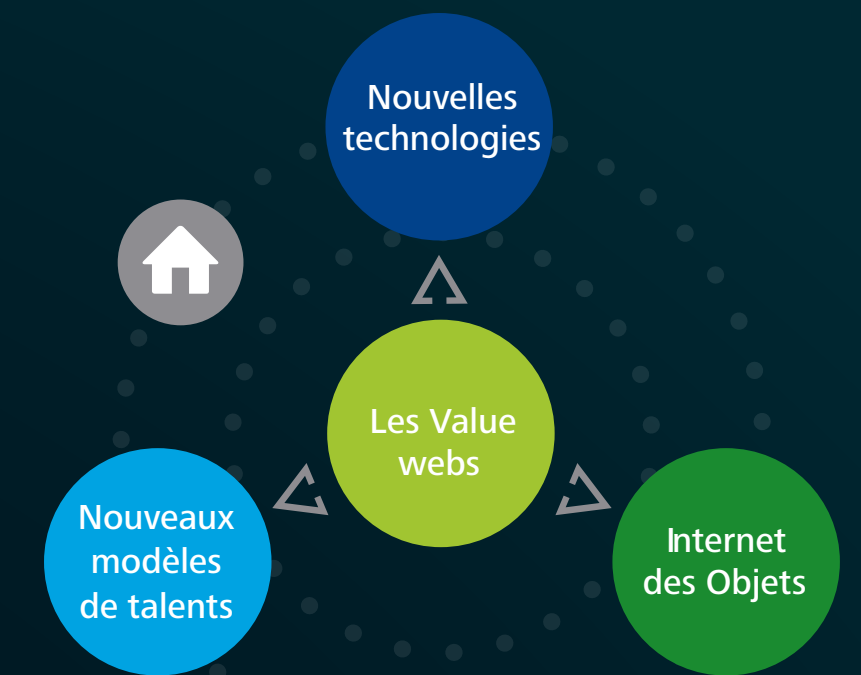 Nouvelles
technologies
Les Value
webs
Nouveaux
modèles
de talents
Internet
des Objets